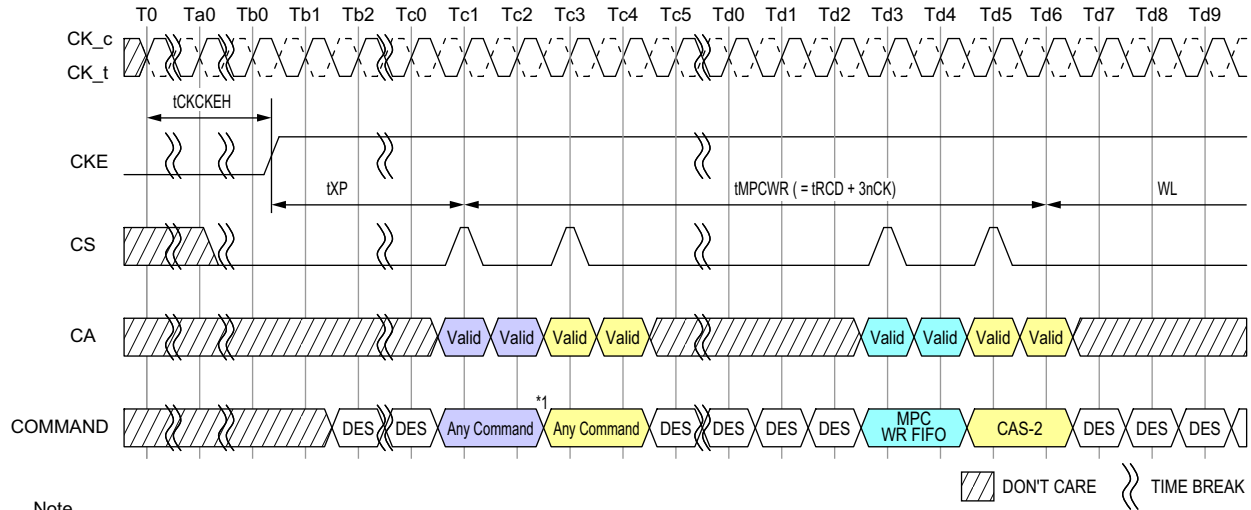 T0 Ta0 Tb0 Tb1 Tb2 Tc0 Tc1 Tc2 Tc3 Tc4 Tc5 Td0 Td1 Td2 Td3 Td4 Td5 Td6 Td7 Td8 Td9
CK_c
CK_t
tCKCKEH
CKE
tXP tMPCWR ( = tRCD + 3nCK) WL
CS
CA Valid Valid Valid Valid Valid Valid Valid Valid
*1
COMMAND DES DES Any Command Any Command DES DES DES DES MPC WR FIFO CAS-2 DES DES DES
DON'T CARE TIME BREAK
Note